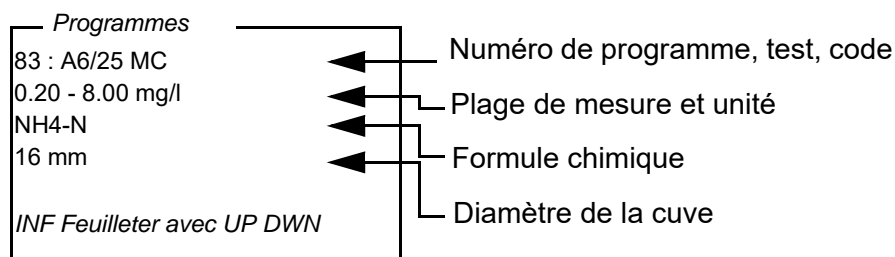 Programmes
83 : A6/25 MC
0.20 - 8.00 mg/l
NH4-N
16 mm
INF Feuilleter avec UP DWN
Numéro de programme, test, code
Plage de mesure et unité
Formule chimique
Diamètre de la cuve